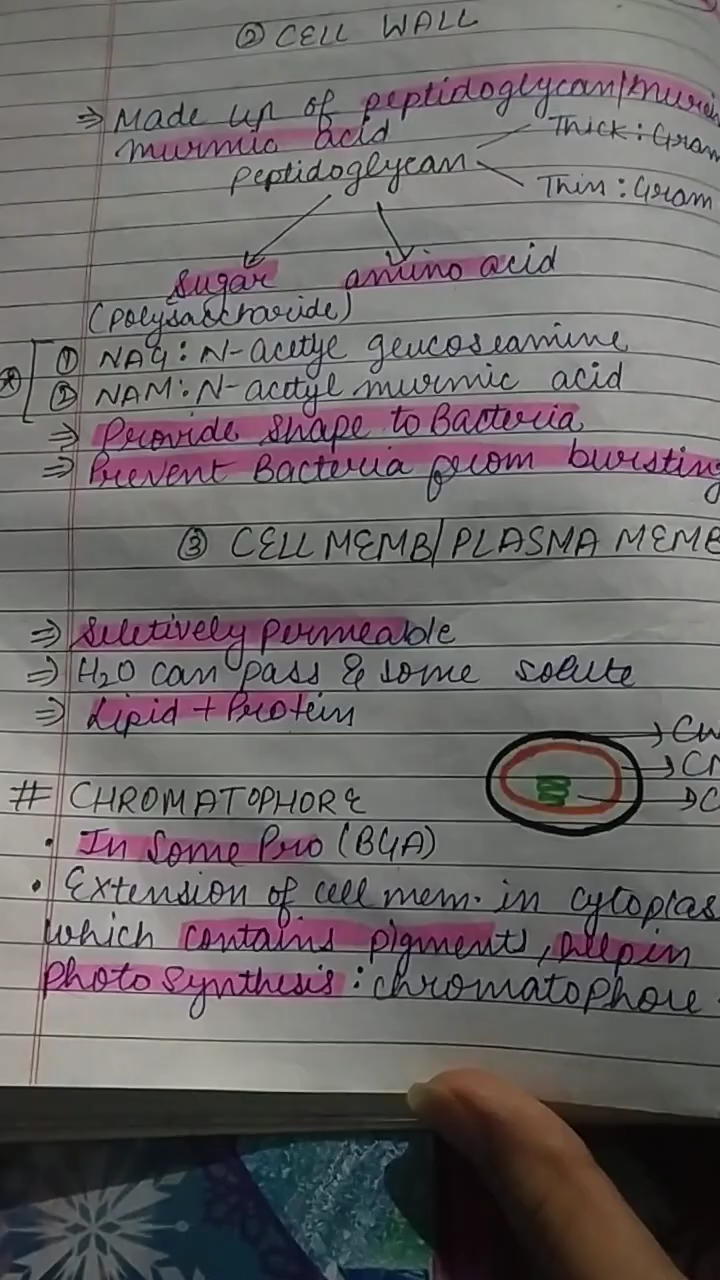 ② CELL WALL
⇒ Made up of peptidoglycan/murein
murmic acid
Thick : Gram
peptidoglycan
Thin : Gram
Sugar amino acid
(polysaccharide)
① NAG : N-acetyl geucoseamine
② NAM : N-acetyl murmic acid
⇒ Provide shape to Bacteria
⇒ Prevent Bacteria from bursting
③ CELL MEMB/PLASMA MEMB
⇒ Seletively permeable
⇒ H2O can pass & some solute
⇒ Lipid + Protein
CW
# CHROMATOPHORE
• In Some Pro (BGA)
• Extension of cell mem. in cytoplas
which contains pigments, help in
photosynthesis : chromatophore.